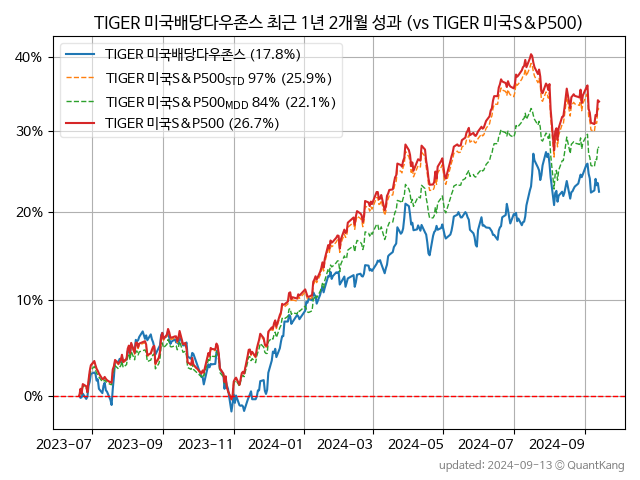 TIGER 미국배당다우존스 최근 1년 2개월 성과 (vs TIGER 미국S&P500)
TIGER 미국배당다우존스 (17.8%)
TIGER 미국S&P500STD 97% (25.9%)
TIGER 미국S&P500MDD 84% (22.1%)
TIGER 미국S&P500 (26.7%)
40%
30%
20%
10%
0%
2023-07 2023-09 2023-11 2024-01 2024-03 2024-05 2024-07 2024-09
updated: 2024-09-13 © QuantKang